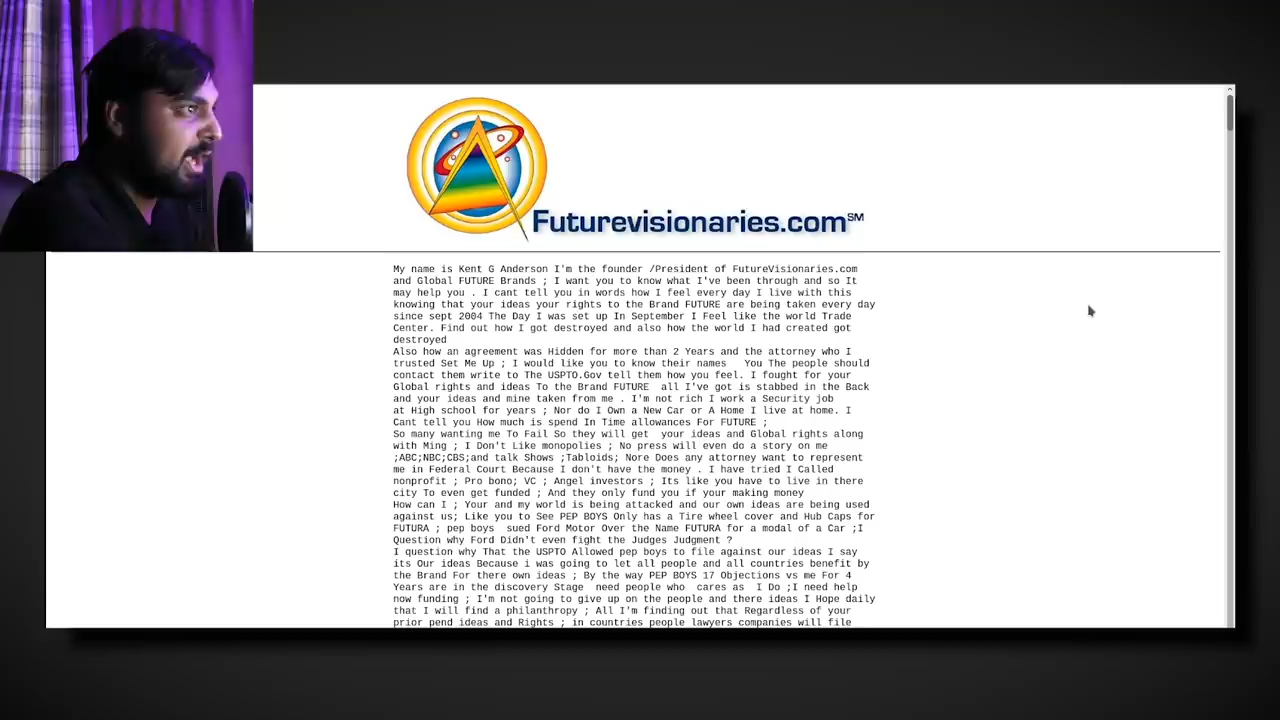 Futurevisionaries.com℠
My name is Kent G Anderson I'm the founder /President of FutureVisionaries.com
and Global FUTURE Brands ; I want you to know what I've been through and so It
may help you . I cant tell you in words how I feel every day I live with this
knowing that your ideas your rights to the Brand FUTURE are being taken every day
since sept 2004 The Day I was set up In September I Feel like the world Trade
Center. Find out how I got destroyed and also how the world I had created got
destroyed
Also how an agreement was Hidden for more than 2 Years and the attorney who I
trusted Set Me Up ; I would like you to know their names   You The people should
contact them write to The USPTO.Gov tell them how you feel. I fought for your
Global rights and ideas To the Brand FUTURE  all I've got is stabbed in the Back
and your ideas and mine taken from me . I'm not rich I work a Security job
at High school for years ; Nor do I Own a New Car or A Home I live at home. I
Cant tell you How much is spend In Time allowances For FUTURE ;
So many wanting me To Fail So they will get  your ideas and Global rights along
with Ming ; I Don't Like monopolies ; No press will even do a story on me
;ABC;NBC;CBS;and talk Shows ;Tabloids; Nore Does any attorney want to represent
me in Federal Court Because I don't have the money . I have tried I Called
nonprofit ; Pro bono; VC ; Angel investors ; Its like you have to live in there
city To even get funded ; And they only fund you if your making money
How can I ; Your and my world is being attacked and our own ideas are being used
against us; Like you to See PEP BOYS Only has a Tire wheel cover and Hub Caps for
FUTURA ; pep boys  sued Ford Motor Over the Name FUTURA for a modal of a Car ;I
Question why Ford Didn't even fight the Judges Judgment ?
I question why That the USPTO Allowed pep boys to file against our ideas I say
its Our ideas Because i was going to let all people and all countries benefit by
the Brand For there own ideas ; By the way PEP BOYS 17 Objections vs me For 4
Years are in the discovery Stage  need people who  cares as  I Do ;I need help
now funding ; I'm not going to give up on the people and there ideas I Hope daily
that I will find a philanthropy ; All I'm finding out that Regardless of your
prior pend ideas and Rights ; in countries people lawyers companies will file